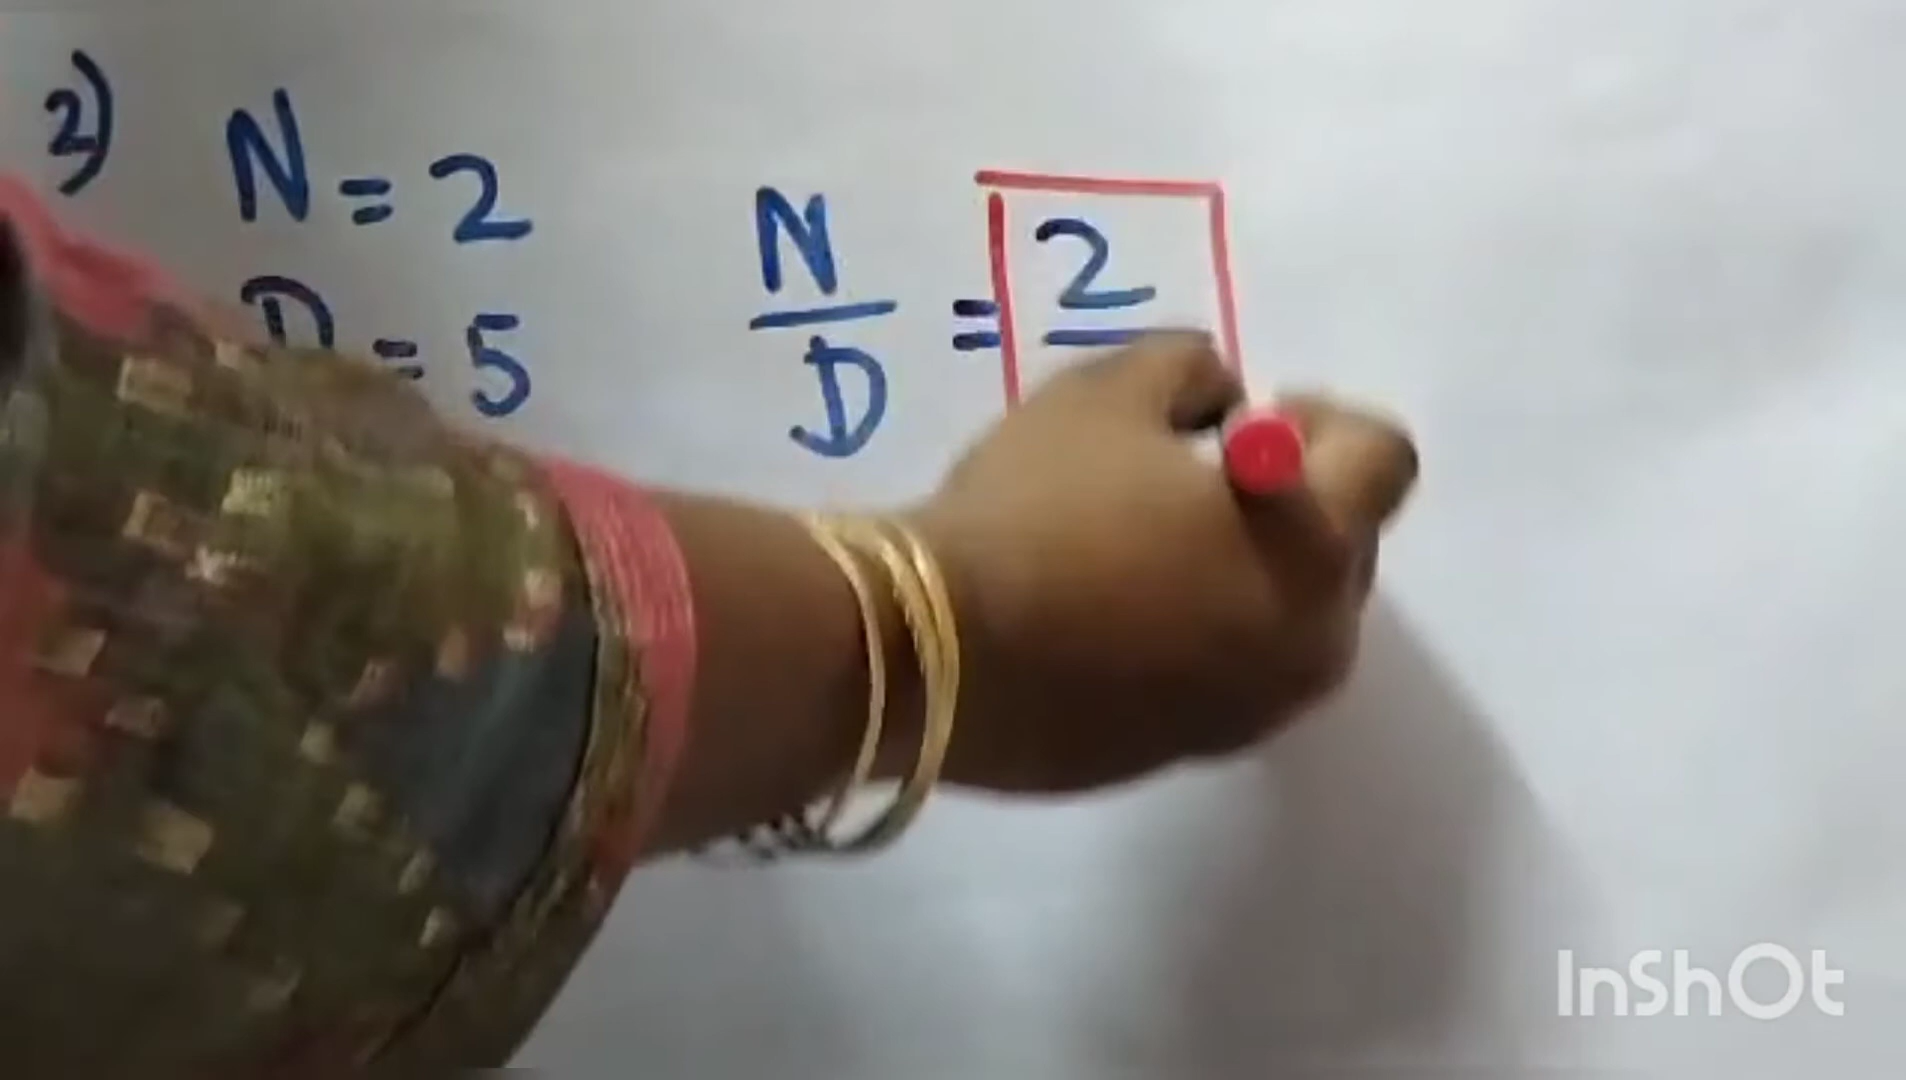 2)
N = 2
D = 5
N/D = 2
InShOt